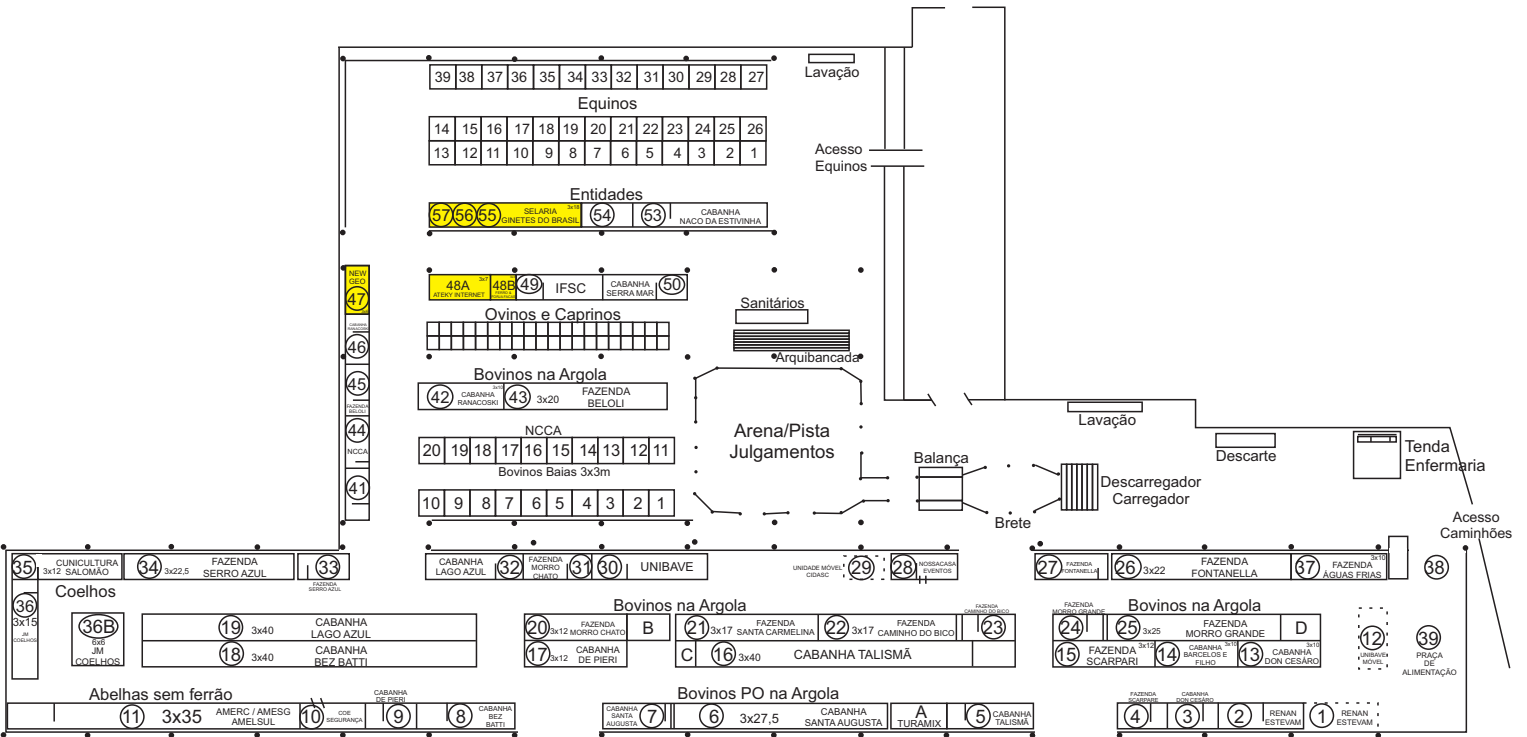 Lavação
39 38 37 36 35 34 33 32 31 30 29 28 27
Equinos
14 15 16 17 18 19 20 21 22 23 24 25 26
13 12 11 10 9 8 7 6 5 4 3 2 1
Acesso
Equinos
Entidades
57 56 55
SELARIA
GINETES DO BRASIL
3x18
54
53
CABANHA
NACO DA ESTIVINHA
NEW
GEO
47
48A
3x7
ATEKY INTERNET
48B
49
IFSC
CABANHA
SERRA MAR
50
Sanitários
Ovinos e Caprinos
Arquibancada
CABANHA
RANACOSKI
46
45
FAZENDA
BELOLI
44
NCCA
41
Bovinos na Argola
42
CABANHA
RANACOSKI
3x10
43
3x20
FAZENDA
BELOLI
NCCA
20 19 18 17 16 15 14 13 12 11
Bovinos Baias 3x3m
10 9 8 7 6 5 4 3 2 1
Arena/Pista
Julgamentos
Balança
Brete
Descarregador
Carregador
Lavação
Descarte
Tenda
Enfermaria
Acesso
Caminhões
35
CUNICULTURA
3x12 SALOMÃO
34
3x22,5
FAZENDA
SERRO AZUL
33
FAZENDA
SERRO AZUL
CABANHA
LAGO AZUL
32
FAZENDA
MORRO
CHATO
31
30
UNIBAVE
UNIDADE MÓVEL
CIDASC
29
28
NOSSACASA
EVENTOS
27
FAZENDA
FONTANELLA
26
3x22
FAZENDA
FONTANELLA
37
3x10
FAZENDA
ÁGUAS FRIAS
38
Coelhos
36
3x15
JM
COELHOS
36B
6x6
JM
COELHOS
19
3x40
CABANHA
LAGO AZUL
18
3x40
CABANHA
BEZ BATTI
Bovinos na Argola
20
3x12
FAZENDA
MORRO CHATO
B
21
3x17
FAZENDA
SANTA CARMELINA
22
3x17
FAZENDA
CAMINHO DO BICO
FAZENDA
CAMINHO DO BICO
23
17
3x12
CABANHA
DE PIERI
C
16
3x40
CABANHA TALISMÃ
FAZENDA
MORRO GRANDE
24
Bovinos na Argola
25
3x25
FAZENDA
MORRO GRANDE
D
15
FAZENDA
SCARPARI
3x12
14
CABANHA
BARCELOS E
FILHO
3x10
13
CABANHA
DON CESÁRO
3x10
12
UNIBAVE
MÓVEL
39
PRAÇA
DE
ALIMENTAÇÃO
Abelhas sem ferrão
11
3x35
AMERC / AMESG
AMELSUL
10
COE
SEGURANÇA
CABANHA
DE PIERI
9
8
CABANHA
BEZ
BATTI
Bovinos PO na Argola
CABANHA
SANTA
AUGUSTA
7
6
3x27,5
CABANHA
SANTA AUGUSTA
A
TURAMIX
5
CABANHA
TALISMÃ
FAZENDA
SCARPARE
4
CABANHA
DON CESÁRO
3
2
RENAN
ESTEVAM
1
RENAN
ESTEVAM